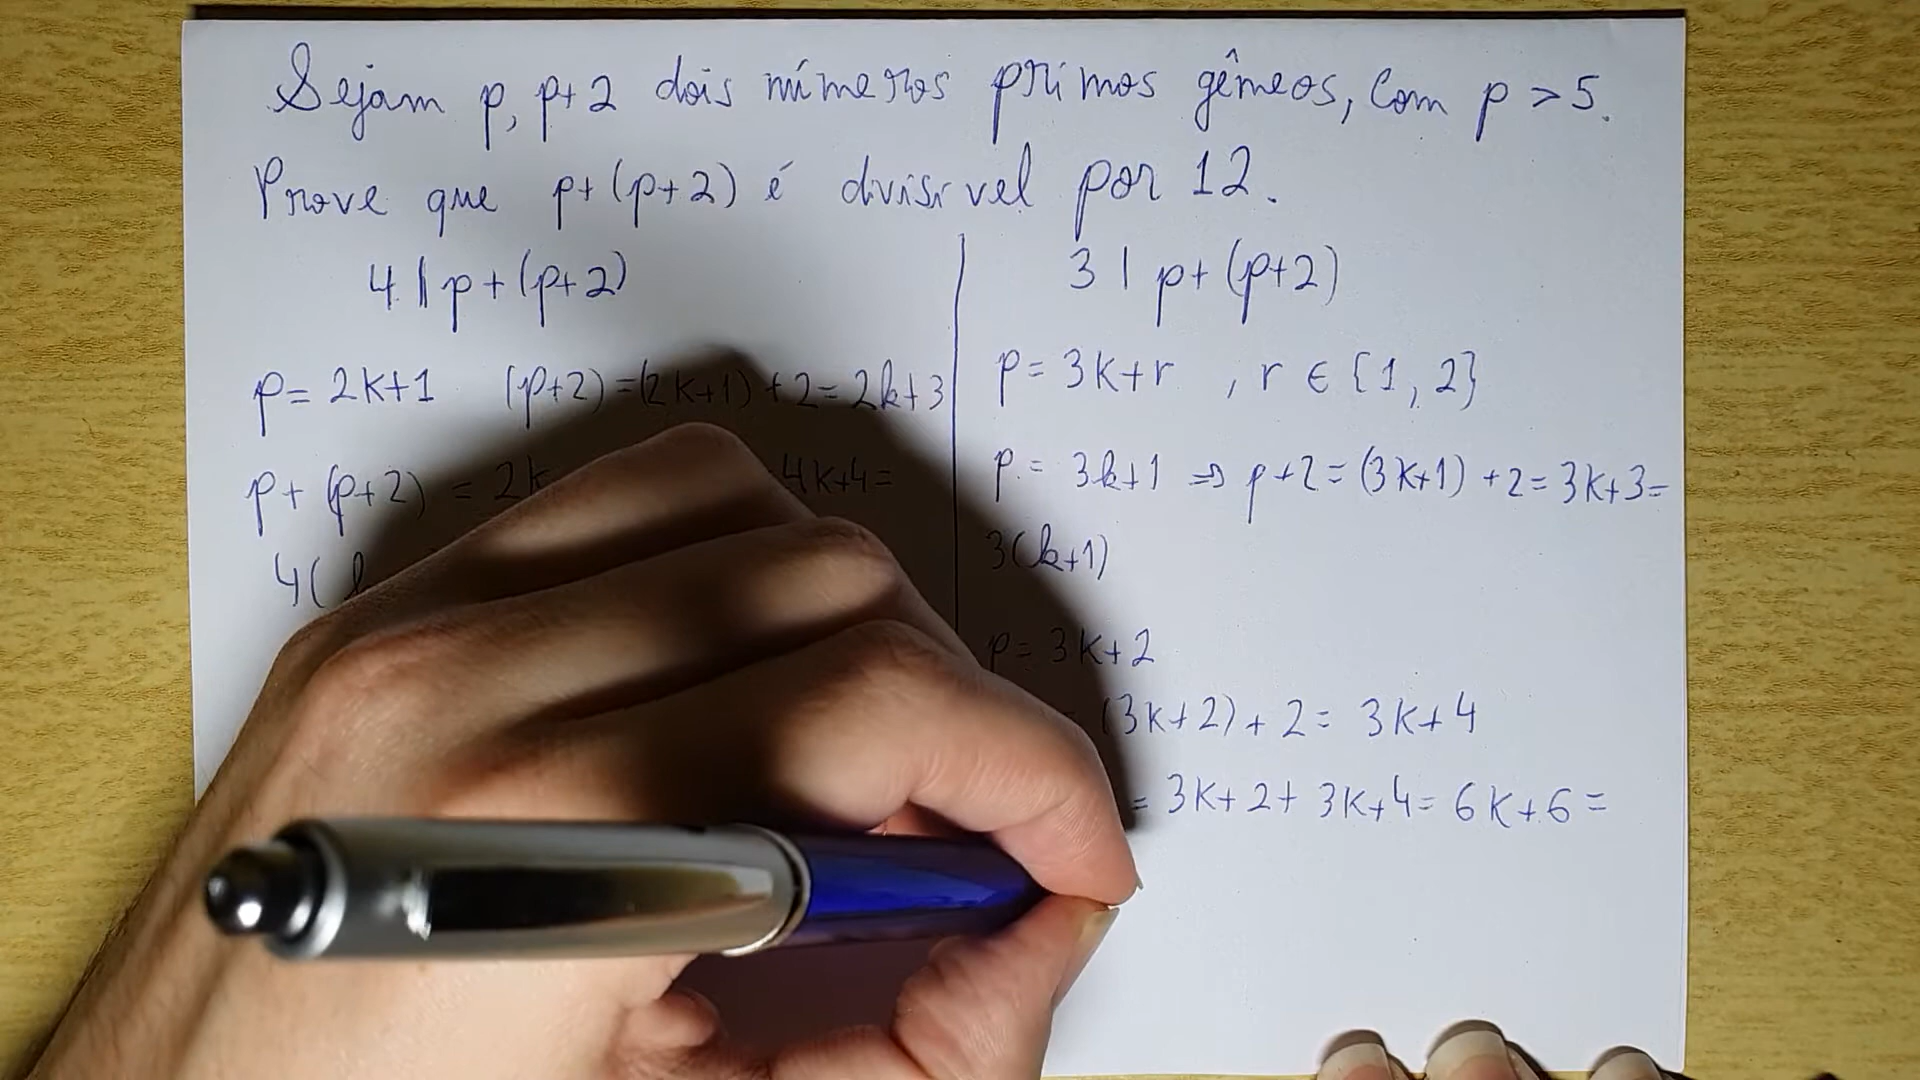 Sejam p, p+2 dois números primos gêmeos, com p > 5.
Prove que p+(p+2) é divisível por 12.
4 | p+(p+2)
p= 2k+1 (p+2)=(2k+1)+2=2k+3
p+ (p+2) = 2k 4k+4=
4(
3 | p+(p+2)
p= 3k+r , r ∈ {1, 2}
p = 3k+1 ⇒ p+2=(3k+1)+2=3k+3=
3(k+1)
p= 3k+2
= (3k+2)+2= 3k+4
= 3k+2+3k+4= 6k+6=